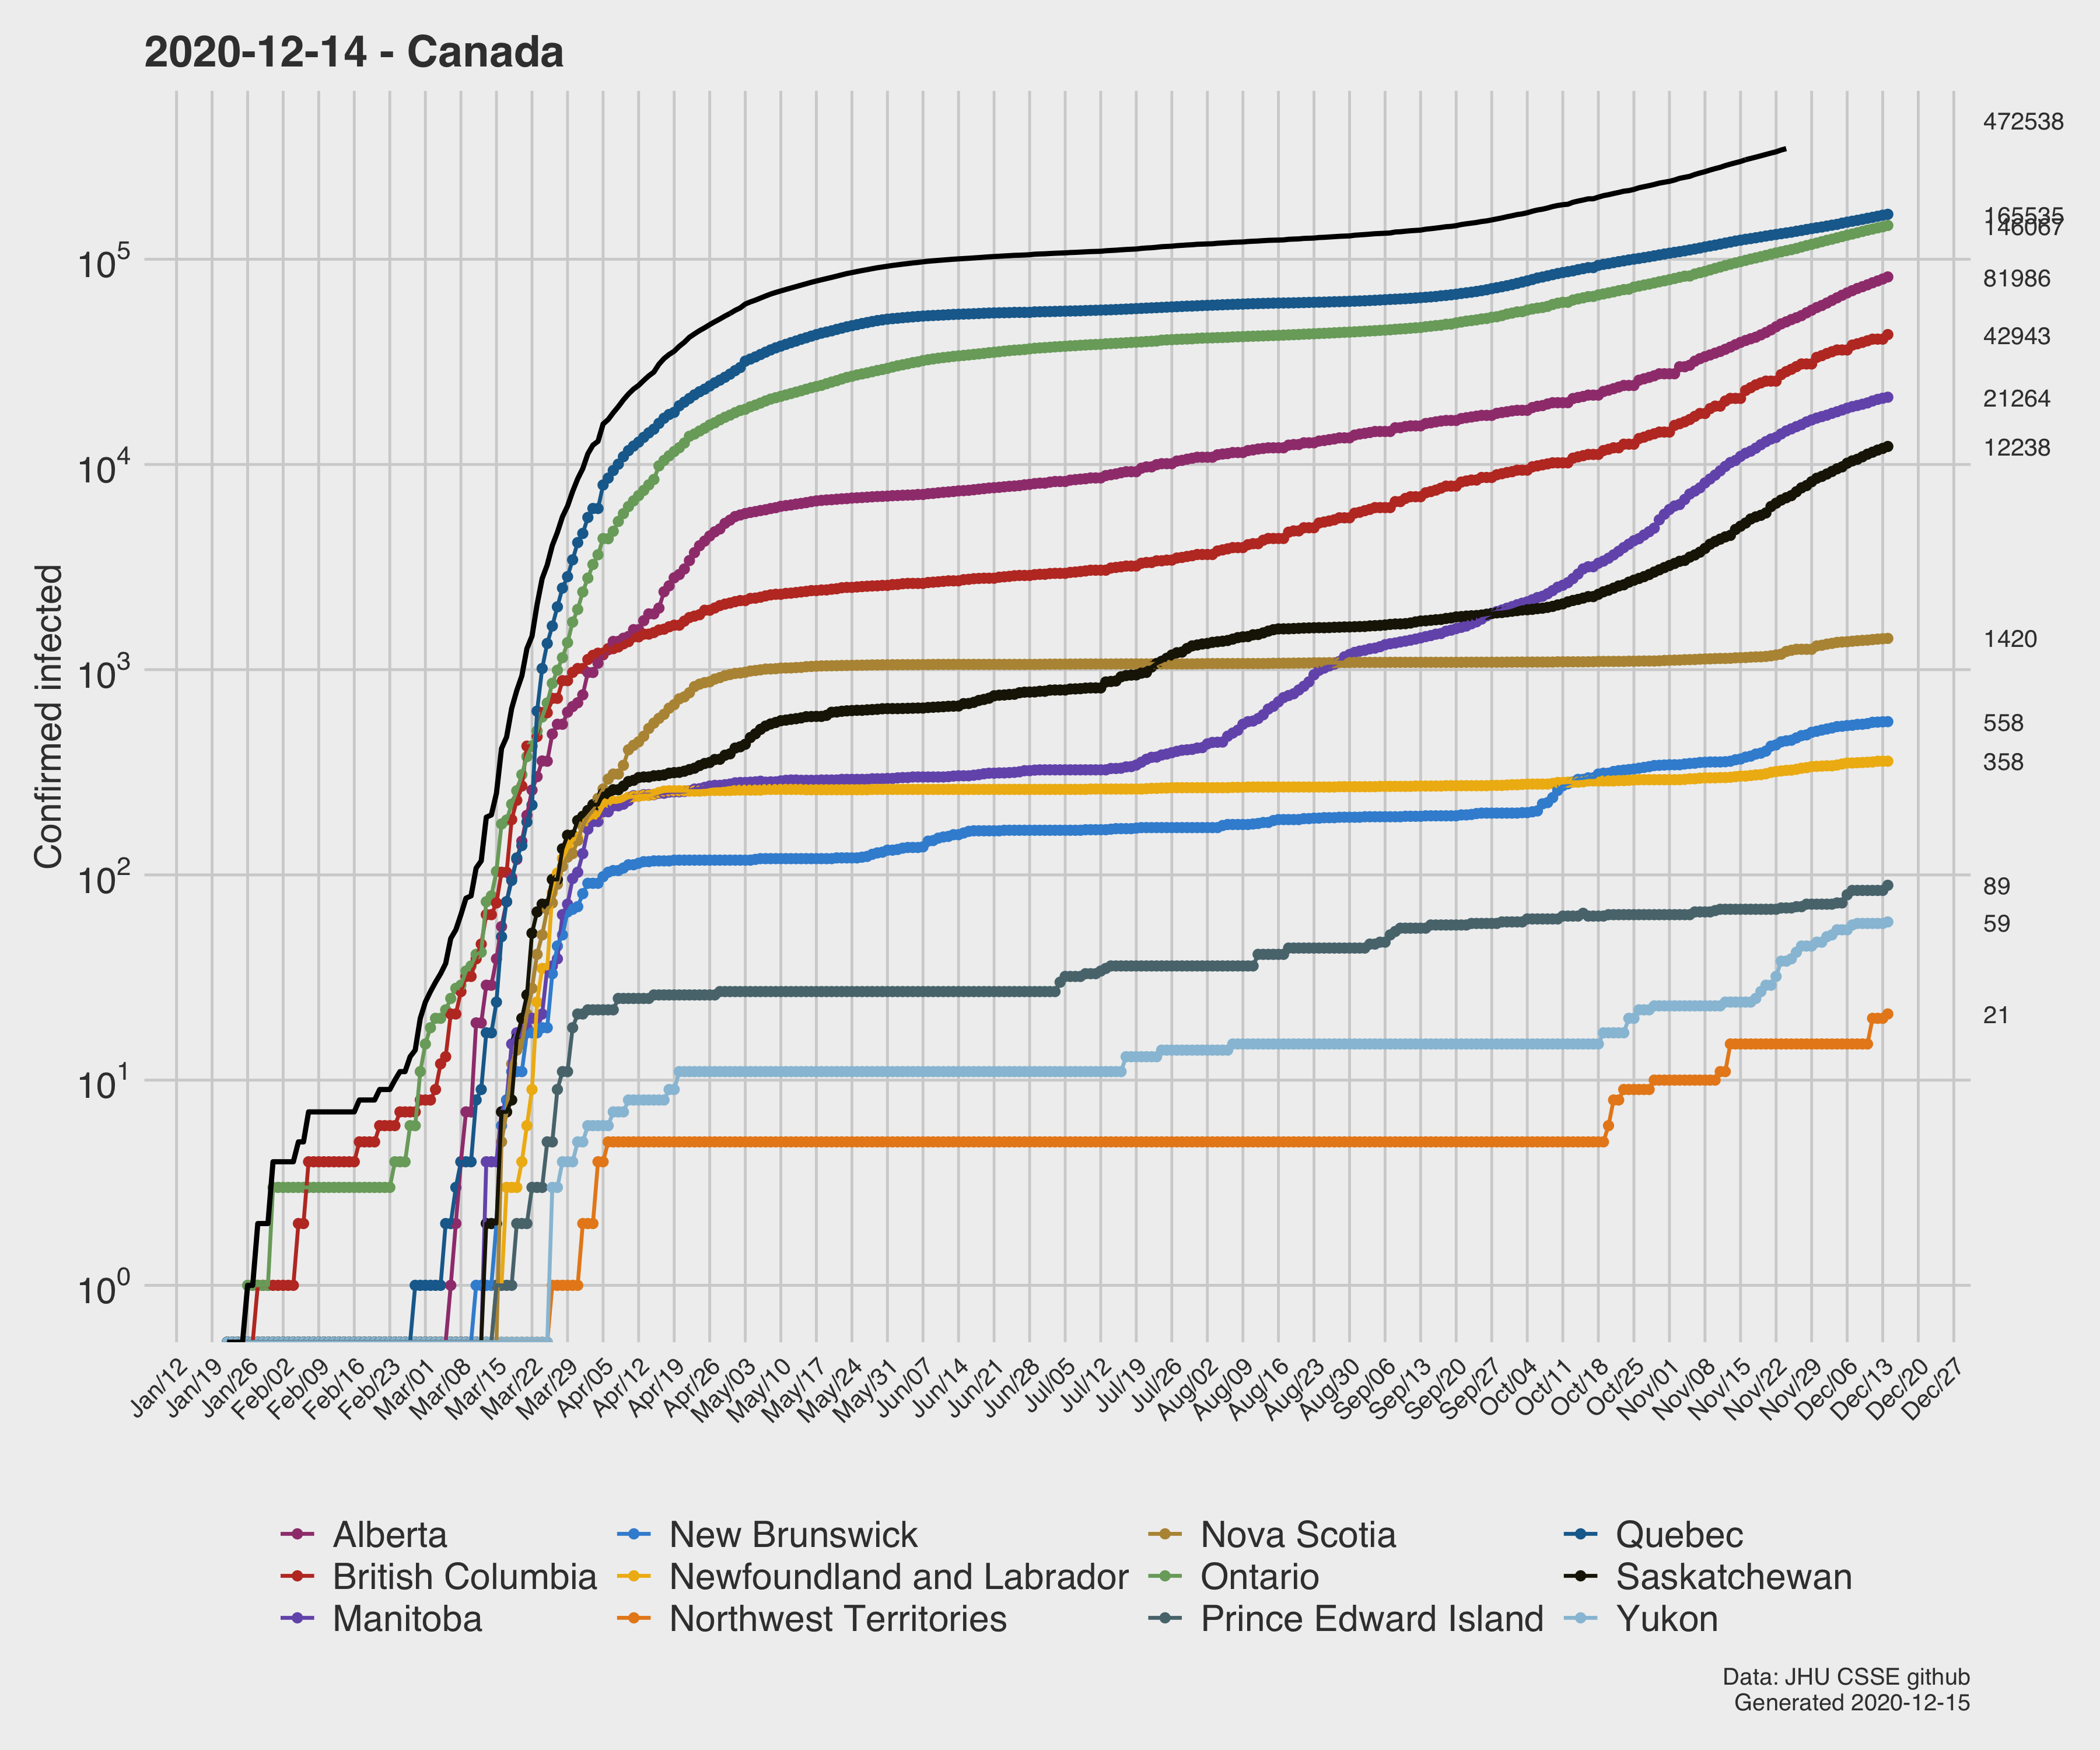 2020-12-14 - Canada
472538
165535
146067
81986
42943
21264
12238
1420
558
358
89
59
21
Confirmed infected
10^5
10^4
10^3
10^2
10^1
10^0
Jan/12 Jan/19 Jan/26 Feb/02 Feb/09 Feb/16 Feb/23 Mar/01 Mar/08 Mar/15 Mar/22 Mar/29 Apr/05 Apr/12 Apr/19 Apr/26 May/03 May/10 May/17 May/24 May/31 Jun/07 Jun/14 Jun/21 Jun/28 Jul/05 Jul/12 Jul/19 Jul/26 Aug/02 Aug/09 Aug/16 Aug/23 Aug/30 Sep/06 Sep/13 Sep/20 Sep/27 Oct/04 Oct/11 Oct/18 Oct/25 Nov/01 Nov/08 Nov/15 Nov/22 Nov/29 Dec/06 Dec/13 Dec/20 Dec/27
Alberta New Brunswick Nova Scotia Quebec
British Columbia Newfoundland and Labrador Ontario Saskatchewan
Manitoba Northwest Territories Prince Edward Island Yukon
Data: JHU CSSE github
Generated 2020-12-15